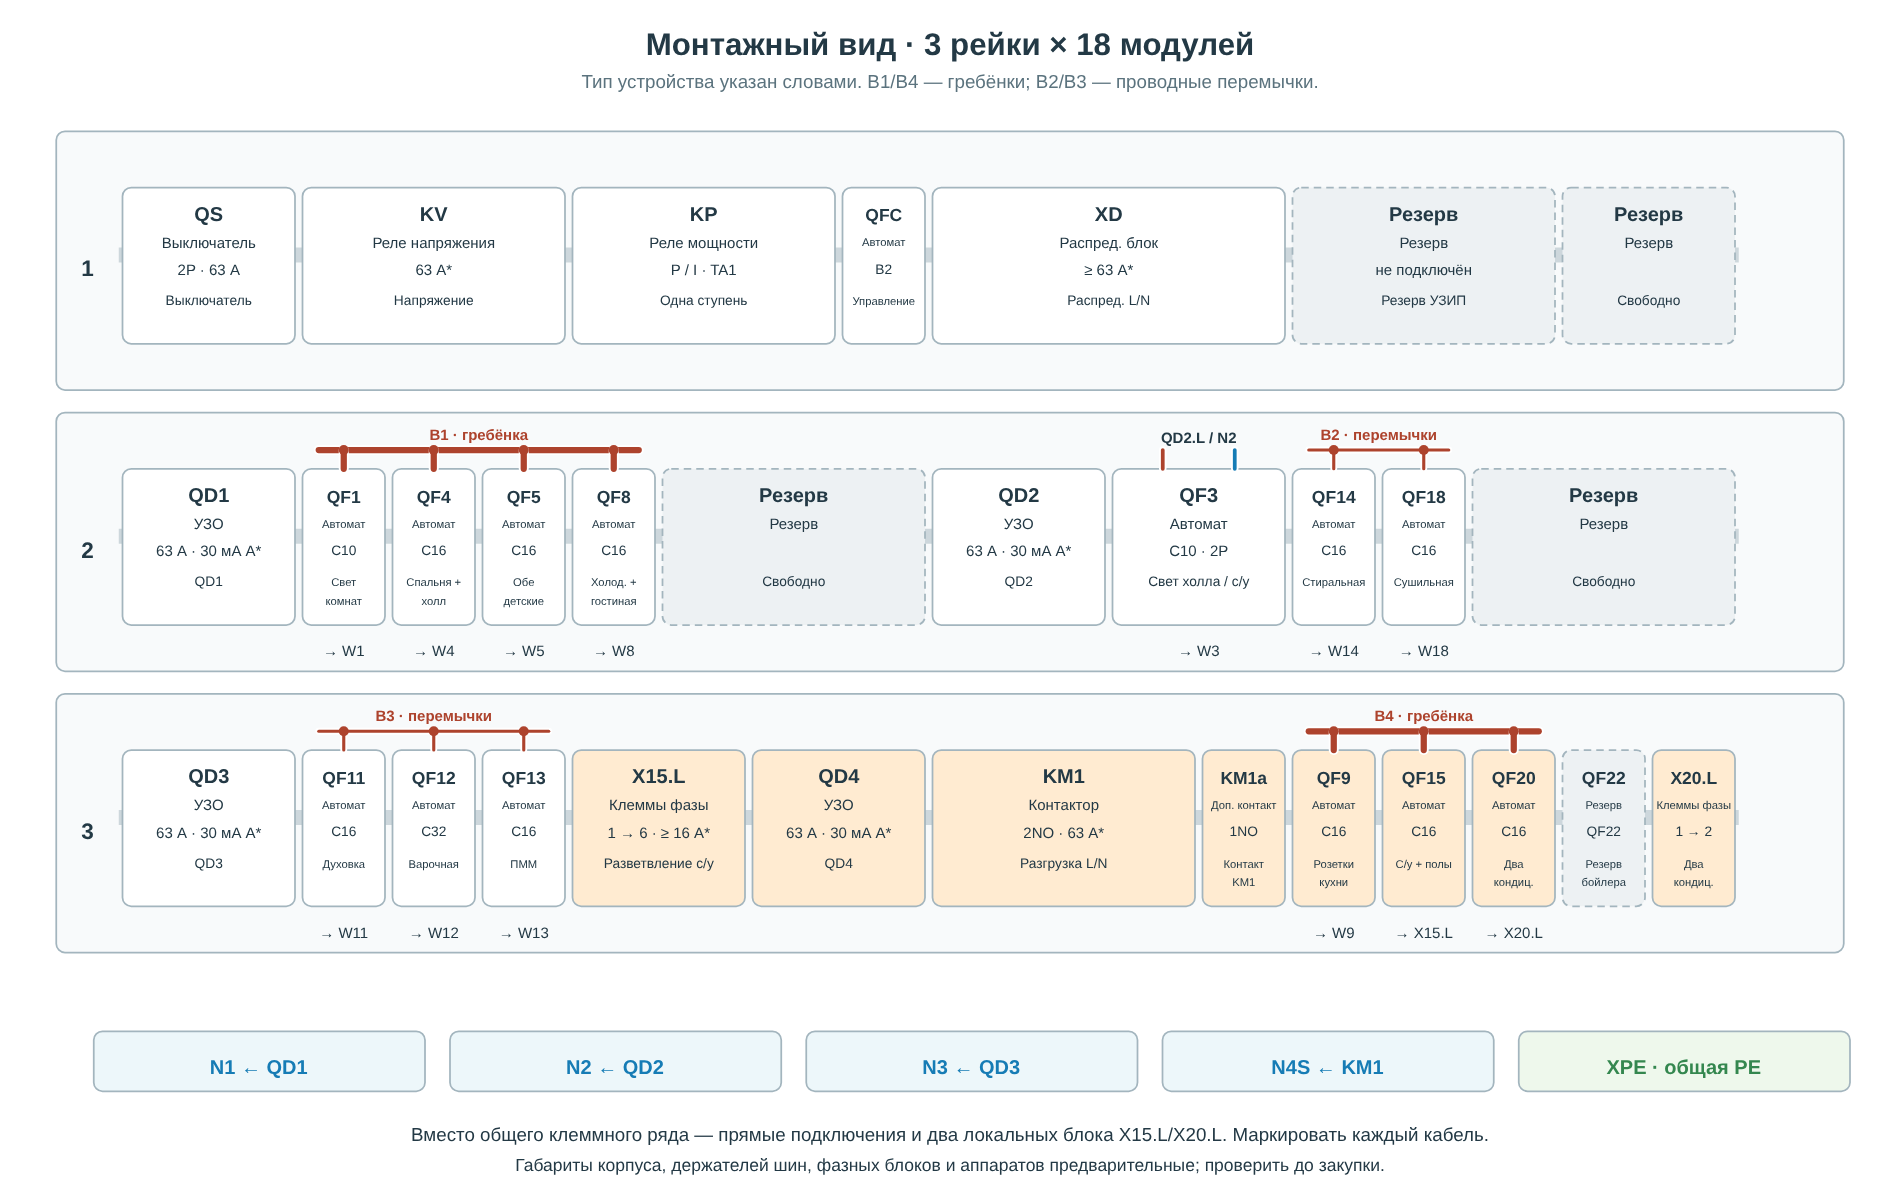 Монтажный вид · 3 рейки × 18 модулей
Тип устройства указан словами. B1/B4 — гребёнки; B2/B3 — проводные перемычки.
1
QS
Выключатель
2P · 63 А
Выключатель
KV
Реле напряжения
63 А*
Напряжение
KP
Реле мощности
P / I · TA1
Одна ступень
QFC
Автомат
B2
Управление
XD
Распред. блок
≥ 63 А*
Распред. L/N
Резерв
Резерв
не подключён
Резерв УЗИП
Резерв
Резерв
Свободно
2
B1 · гребёнка
QD2.L / N2
B2 · перемычки
QD1
УЗО
63 А · 30 мА А*
QD1
QF1
Автомат
C10
Свет
комнат
→ W1
QF4
Автомат
C16
Спальня +
холл
→ W4
QF5
Автомат
C16
Обе
детские
→ W5
QF8
Автомат
C16
Холод. +
гостиная
→ W8
Резерв
Резерв
Свободно
QD2
УЗО
63 А · 30 мА А*
QD2
QF3
Автомат
C10 · 2P
Свет холла / с/у
→ W3
QF14
Автомат
C16
Стиральная
→ W14
QF18
Автомат
C16
Сушильная
→ W18
Резерв
Резерв
Свободно
3
B3 · перемычки
B4 · гребёнка
QD3
УЗО
63 А · 30 мА А*
QD3
QF11
Автомат
C16
Духовка
→ W11
QF12
Автомат
C32
Варочная
→ W12
QF13
Автомат
C16
ПММ
→ W13
X15.L
Клеммы фазы
1 → 6 · ≥ 16 А*
Разветвление с/у
QD4
УЗО
63 А · 30 мА А*
QD4
KM1
Контактор
2NO · 63 А*
Разгрузка L/N
KM1a
Доп. контакт
1NO
Контакт
KM1
QF9
Автомат
C16
Розетки
кухни
→ W9
QF15
Автомат
C16
С/у + полы
→ X15.L
QF20
Автомат
C16
Два
кондиц.
→ X20.L
QF22
Резерв
QF22
Резерв
бойлера
X20.L
Клеммы фазы
1 → 2
Два
кондиц.
N1 ← QD1
N2 ← QD2
N3 ← QD3
N4S ← KM1
XPE · общая PE
Вместо общего клеммного ряда — прямые подключения и два локальных блока X15.L/X20.L. Маркировать каждый кабель.
Габариты корпуса, держателей шин, фазных блоков и аппаратов предварительные; проверить до закупки.